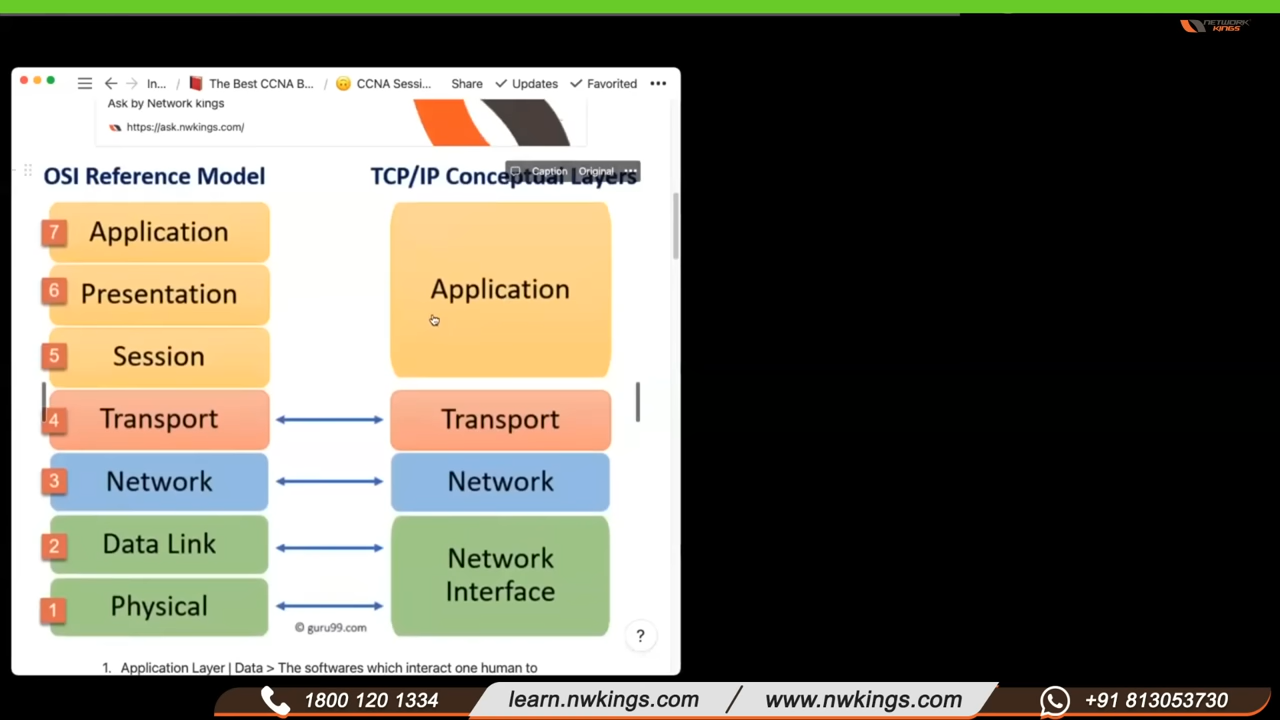 NETWORK
KINGS
In... / The Best CCNA B... / CCNA Sessi... Share Updates Favorited •••
Ask by Network kings
https://ask.nwkings.com/
Caption Original •••
OSI Reference Model
TCP/IP Conceptual Layers
7 Application
6 Presentation
5 Session
Application
4 Transport
Transport
3 Network
Network
2 Data Link
1 Physical
Network
Interface
© guru99.com
?
1. Application Layer | Data > The softwares which interact one human to
1800 120 1334 learn.nwkings.com / www.nwkings.com +91 813053730